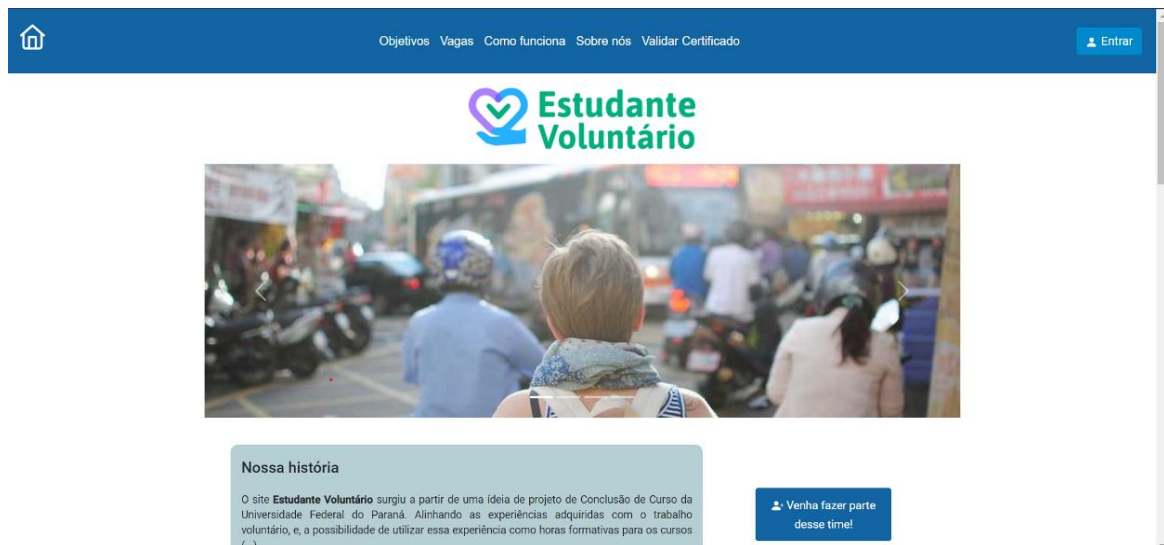 Objetivos Vagas Como funciona Sobre nós Validar Certificado
Entrar
Estudante
Voluntário
Nossa história
O site Estudante Voluntário surgiu a partir de uma ídeia de projeto de Conclusão de Curso da
Universidade Federal do Paraná. Alinhando as experiências adquiridas com o trabalho
voluntário, e, a possibilidade de utilizar essa experiência como horas formativas para os cursos
(...)
Venha fazer parte
desse time!